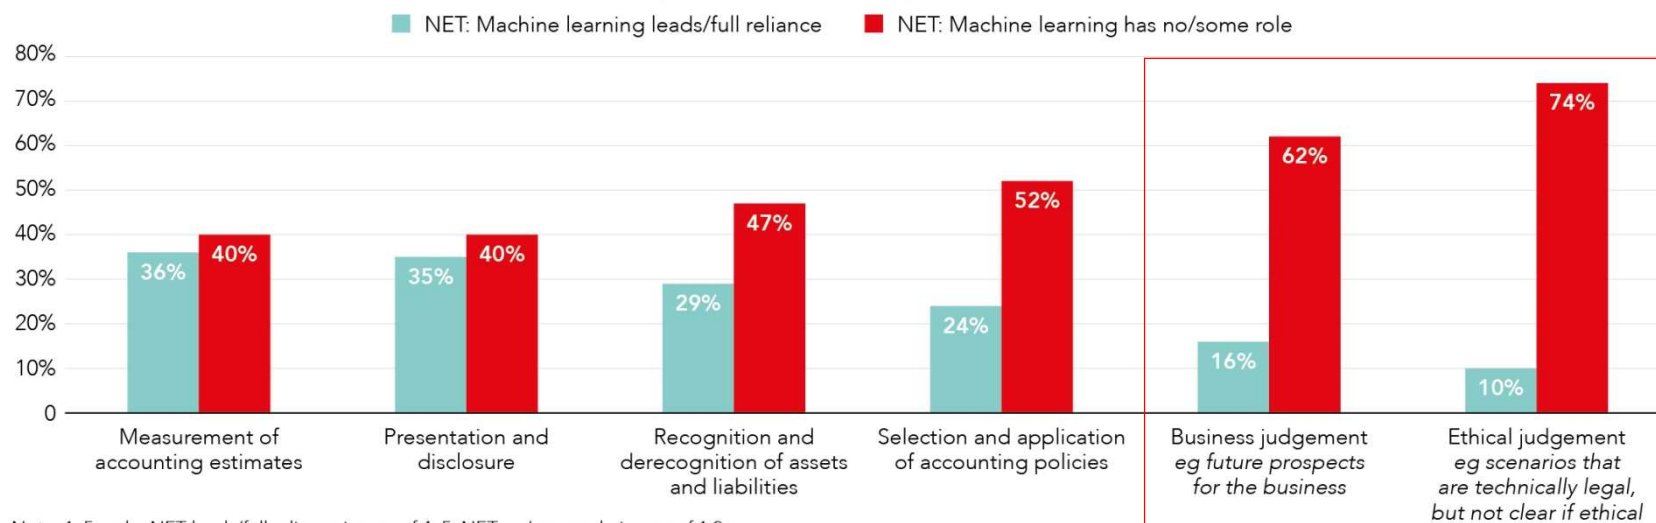 NET: Machine learning leads/full reliance NET: Machine learning has no/some role
80%
70%
60%
50%
40%
30%
20%
10%
0
36% 40%
35% 40%
29% 47%
24% 52%
16% 62%
10% 74%
Measurement of
accounting estimates
Presentation and
disclosure
Recognition and
derecognition of assets
and liabilities
Selection and application
of accounting policies
Business judgement
eg future prospects
for the business
Ethical judgement
eg scenarios that
are technically legal,
but not clear if ethical